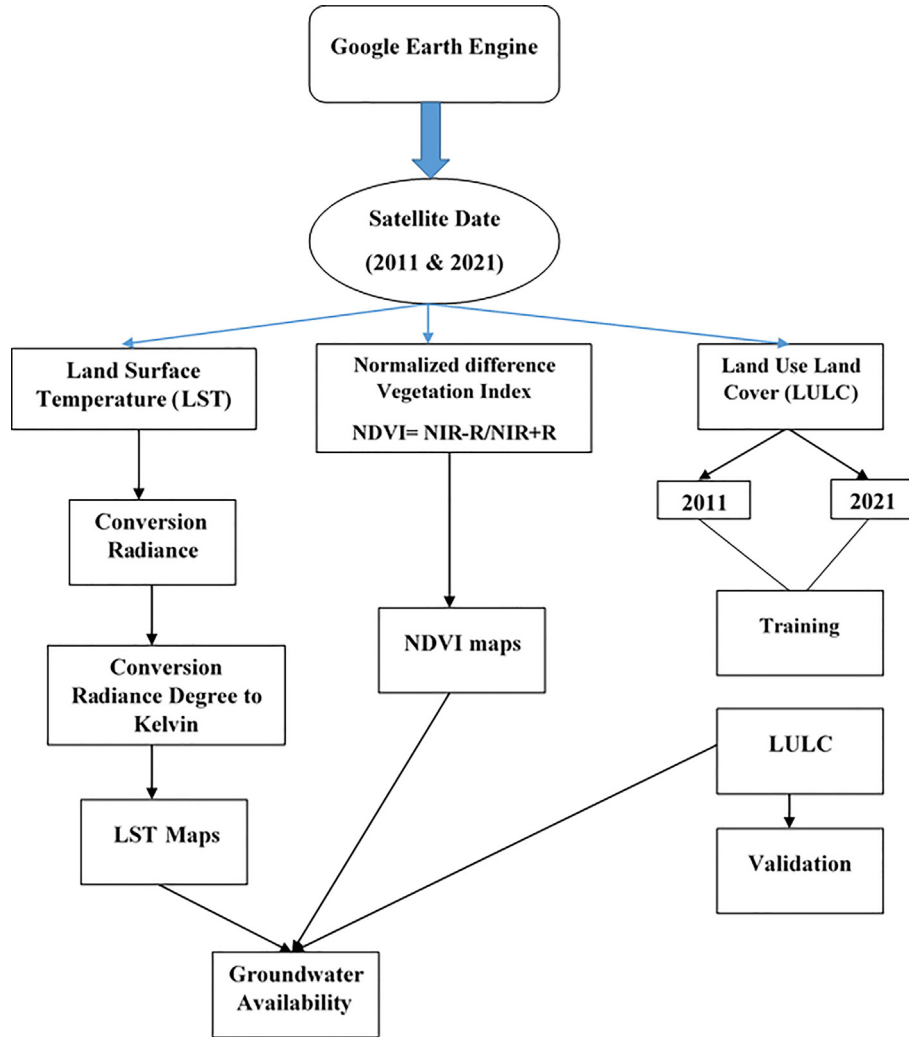 Google Earth Engine
Satellite Date
(2011 & 2021)
Land Surface
Temperature (LST)
Normalized difference
Vegetation Index
NDVI= NIR-R/NIR+R
Land Use Land
Cover (LULC)
2011
2021
Conversion
Radiance
Training
NDVI maps
Conversion
Radiance Degree to
Kelvin
LULC
LST Maps
Validation
Groundwater
Availability